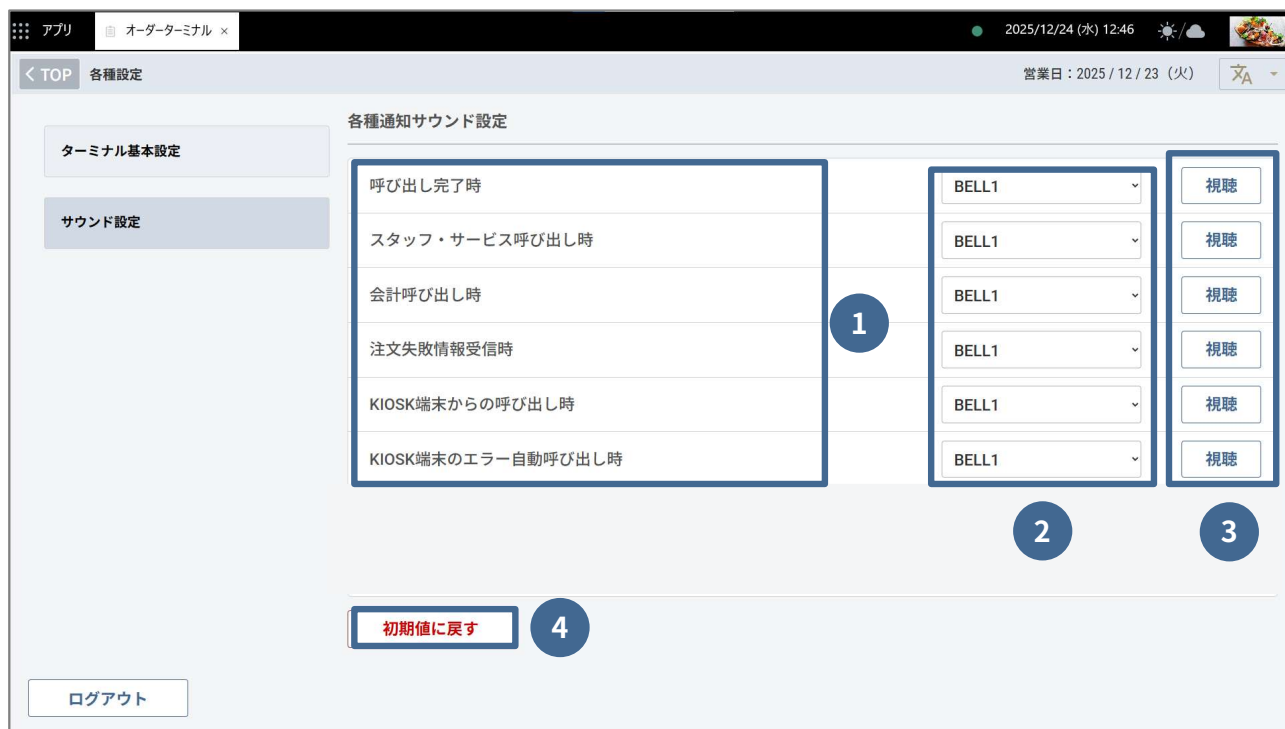 アプリ オーダーターミナル × 2025/12/24 (水) 12:46
< TOP 各種設定 営業日：2025 / 12 / 23（火） 文A
ターミナル基本設定
サウンド設定
各種通知サウンド設定
呼び出し完了時 BELL1 視聴
スタッフ・サービス呼び出し時 BELL1 視聴
会計呼び出し時 BELL1 視聴
1
注文失敗情報受信時 BELL1 視聴
KIOSK端末からの呼び出し時 BELL1 視聴
KIOSK端末のエラー自動呼び出し時 BELL1 視聴
2 3
初期値に戻す 4
ログアウト